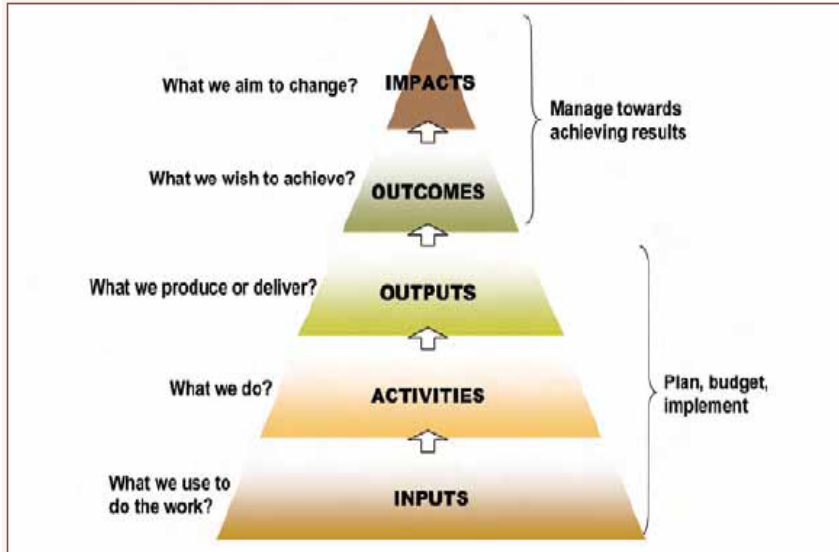 What we aim to change?
IMPACTS
Manage towards
achieving results
What we wish to achieve?
OUTCOMES
What we produce or deliver?
OUTPUTS
What we do?
ACTIVITIES
Plan, budget,
implement
What we use to
do the work?
INPUTS